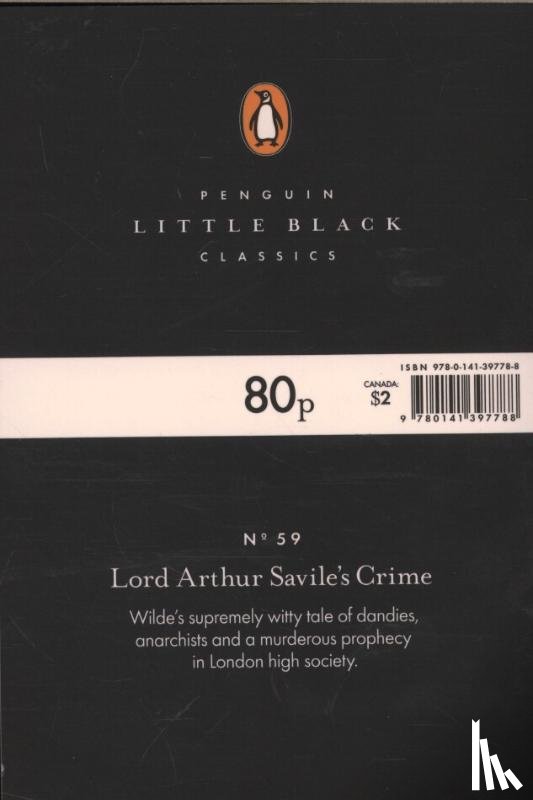 PENGUIN
LITTLE BLACK
CLASSICS
ISBN 978-0-141-39778-8
80p
CANADA:
$2
9 780141 397788
Nº 59
Lord Arthur Savile's Crime
Wilde's supremely witty tale of dandies,
anarchists and a murderous prophecy
in London high society.